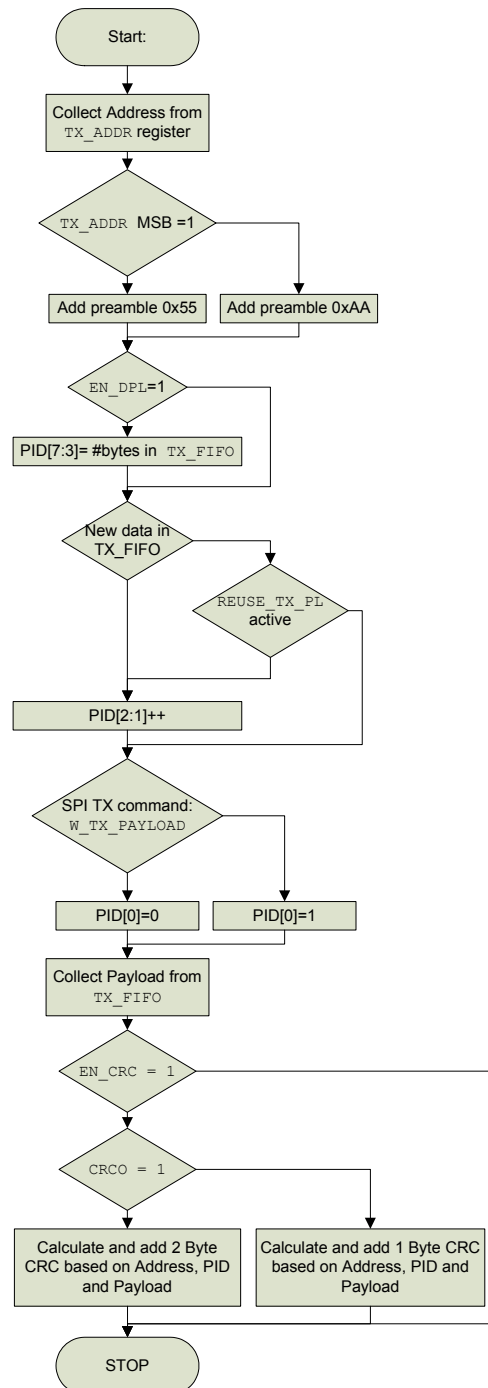 Start:
Collect Address from
TX_ADDR register
TX_ADDR MSB =1
Add preamble 0x55
Add preamble 0xAA
EN_DPL=1
PID[7:3]= #bytes in TX_FIFO
New data in
TX_FIFO
REUSE_TX_PL
active
PID[2:1]++
SPI TX command:
W_TX_PAYLOAD
PID[0]=0
PID[0]=1
Collect Payload from
TX_FIFO
EN_CRC = 1
CRCO = 1
Calculate and add 2 Byte
CRC based on Address, PID
and Payload
Calculate and add 1 Byte CRC
based on Address, PID and
Payload
STOP